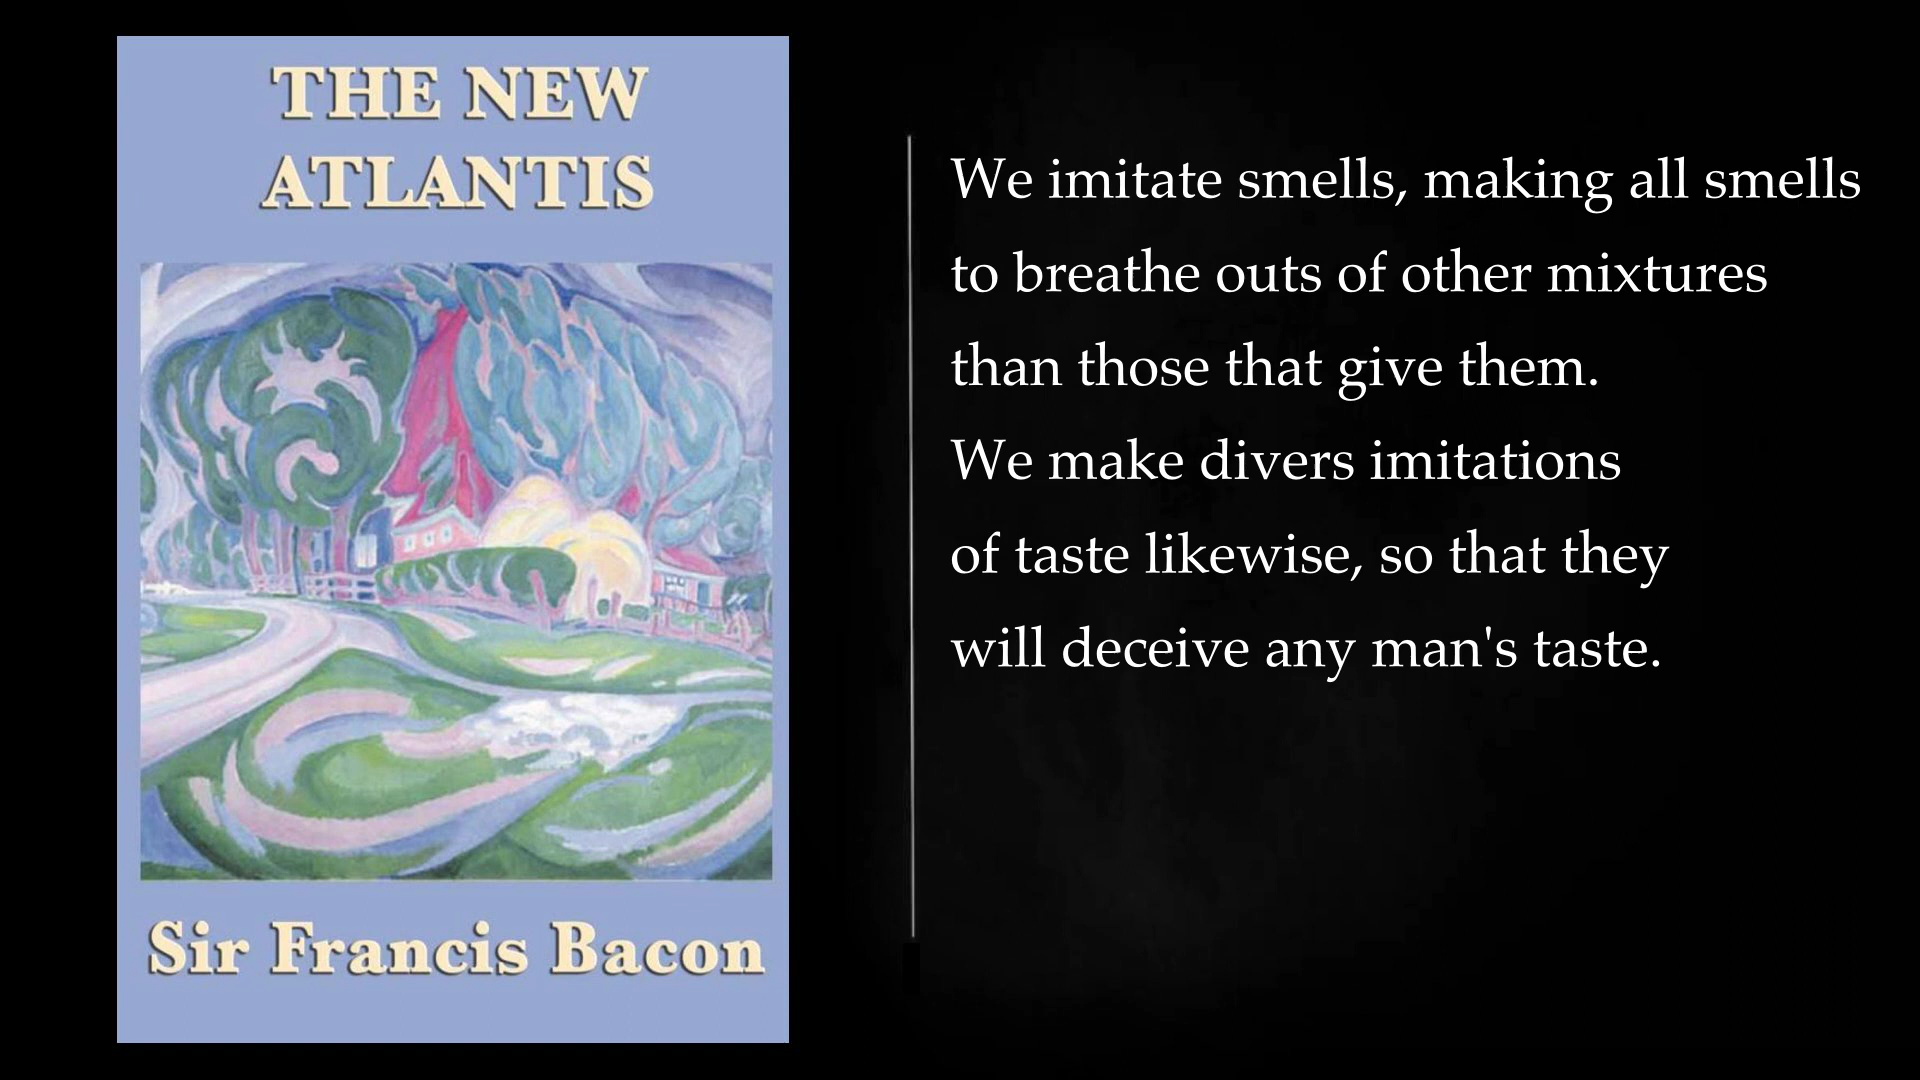 THE NEW
ATLANTIS
Sir Francis Bacon
We imitate smells, making all smells
to breathe outs of other mixtures
than those that give them.
We make divers imitations
of taste likewise, so that they
will deceive any man's taste.